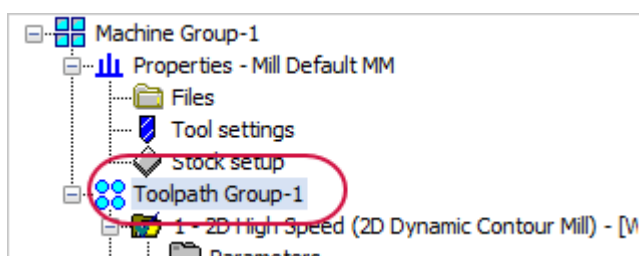 Machine Group-1
Properties - Mill Default MM
Files
Tool settings
Stock setup
Toolpath Group-1
1 - 2D High Speed (2D Dynamic Contour Mill) - [W
Parameters